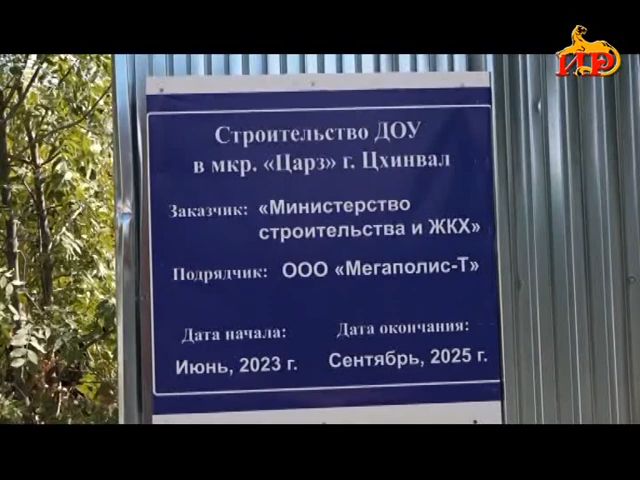 ИР
Строительство ДОУ
в мкр. «Царз» г. Цхинвал
Заказчик: «Министерство
строительства и ЖКХ»
Подрядчик: ООО «Мегаполис-Т»
Дата начала: Дата окончания:
Июнь, 2023 г. Сентябрь, 2025 г.